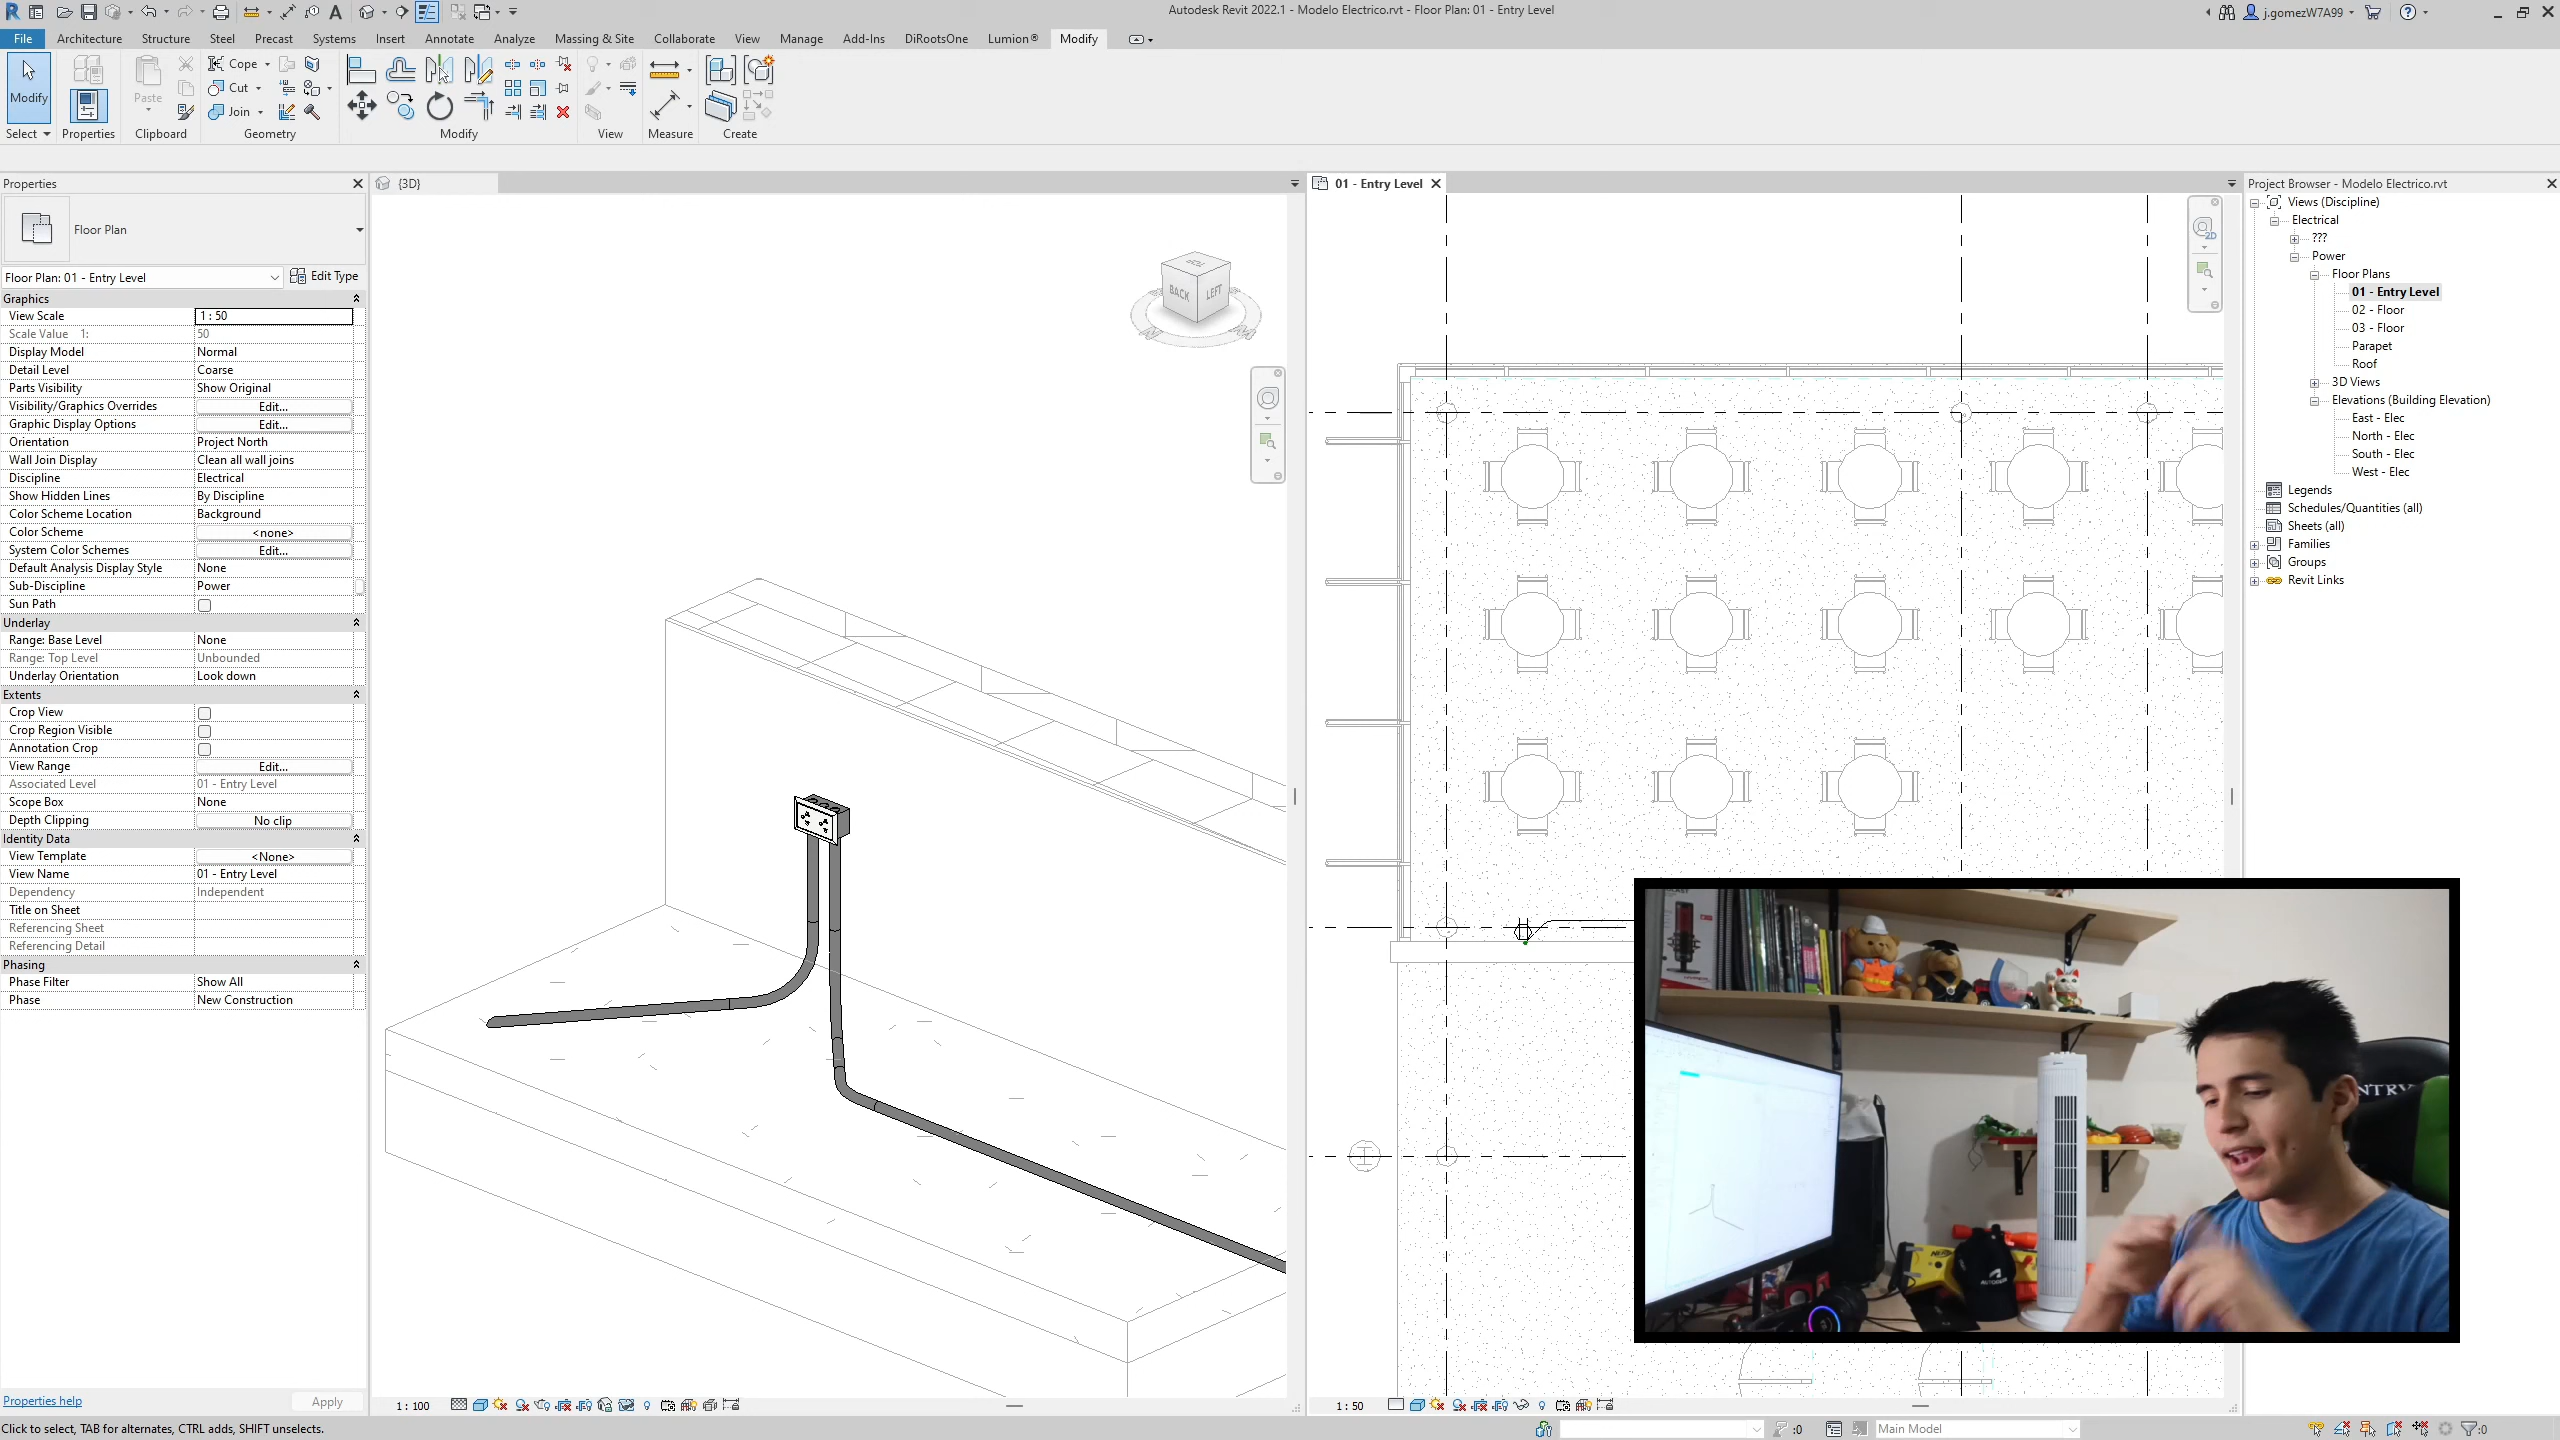 Autodesk Revit 2022.1 - Modelo Electrico.rvt - Floor Plan: 01 - Entry Level
j.gomezW7A99
File
Architecture
Structure
Steel
Precast
Systems
Insert
Annotate
Analyze
Massing & Site
Collaborate
View
Manage
Add-Ins
DiRootsOne
Lumion®
Modify
Modify
Paste
Cope
Cut
Join
Select
Properties
Clipboard
Geometry
Modify
View
Measure
Create
Properties
Floor Plan
Floor Plan: 01 - Entry Level
Edit Type
Graphics
View Scale 1 : 50
Scale Value 1: 50
Display Model Normal
Detail Level Coarse
Parts Visibility Show Original
Visibility/Graphics Overrides Edit...
Graphic Display Options Edit...
Orientation Project North
Wall Join Display Clean all wall joins
Discipline Electrical
Show Hidden Lines By Discipline
Color Scheme Location Background
Color Scheme <none>
System Color Schemes Edit...
Default Analysis Display Style None
Sub-Discipline Power
Sun Path
Underlay
Range: Base Level None
Range: Top Level Unbounded
Underlay Orientation Look down
Extents
Crop View
Crop Region Visible
Annotation Crop
View Range Edit...
Associated Level 01 - Entry Level
Scope Box None
Depth Clipping No clip
Identity Data
View Template <None>
View Name 01 - Entry Level
Dependency Independent
Title on Sheet
Referencing Sheet
Referencing Detail
Phasing
Phase Filter Show All
Phase New Construction
Properties help
Apply
{3D}
TOP
BACK
LEFT
1 : 100
01 - Entry Level
2D
1 : 50
Project Browser - Modelo Electrico.rvt
Views (Discipline)
Electrical
???
Power
Floor Plans
01 - Entry Level
02 - Floor
03 - Floor
Parapet
Roof
3D Views
Elevations (Building Elevation)
East - Elec
North - Elec
South - Elec
West - Elec
Legends
Schedules/Quantities (all)
Sheets (all)
Families
Groups
Revit Links
NERF
Click to select, TAB for alternates, CTRL adds, SHIFT unselects.
:0
Main Model
:0